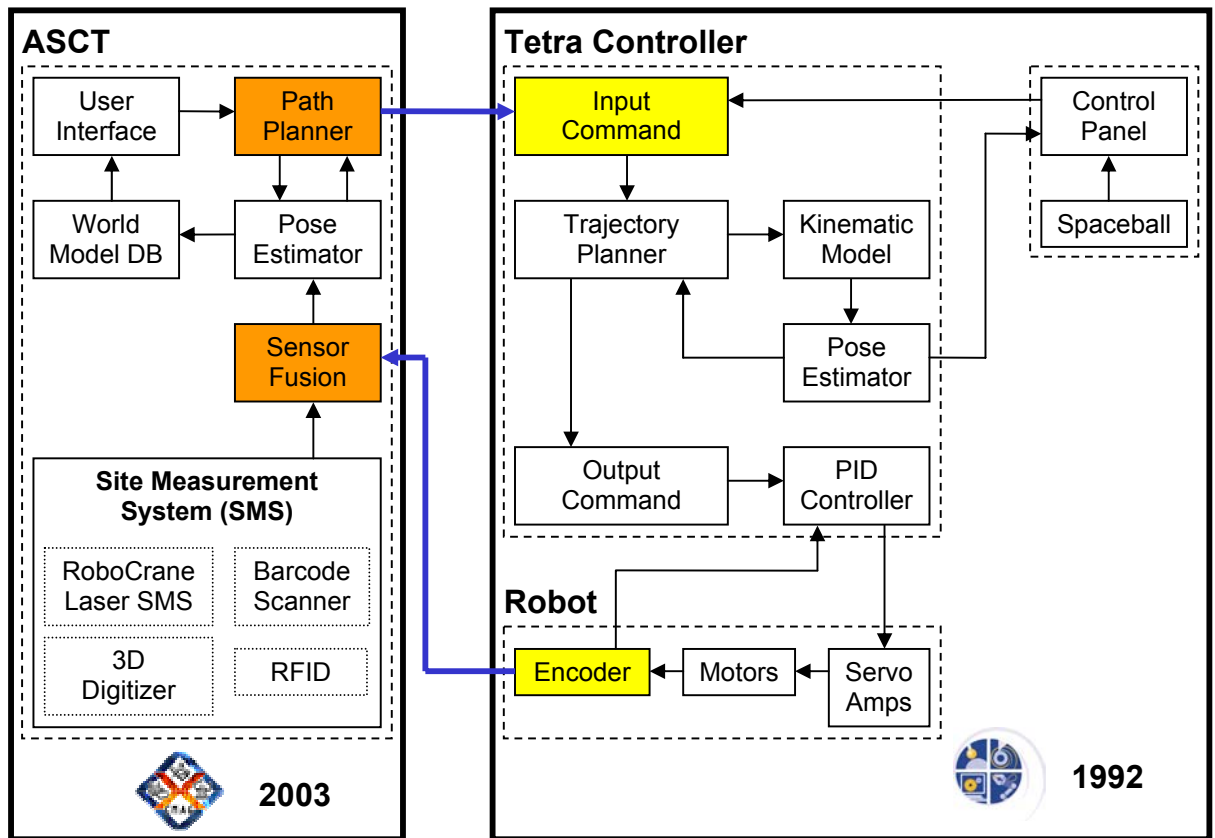 ASCT
User
Interface
Path
Planner
World
Model DB
Pose
Estimator
Sensor
Fusion
Site Measurement
System (SMS)
RoboCrane
Laser SMS
Barcode
Scanner
3D
Digitizer
RFID
2003
Tetra Controller
Input
Command
Control
Panel
Trajectory
Planner
Kinematic
Model
Spaceball
Pose
Estimator
Output
Command
PID
Controller
Robot
Encoder
Motors
Servo
Amps
1992